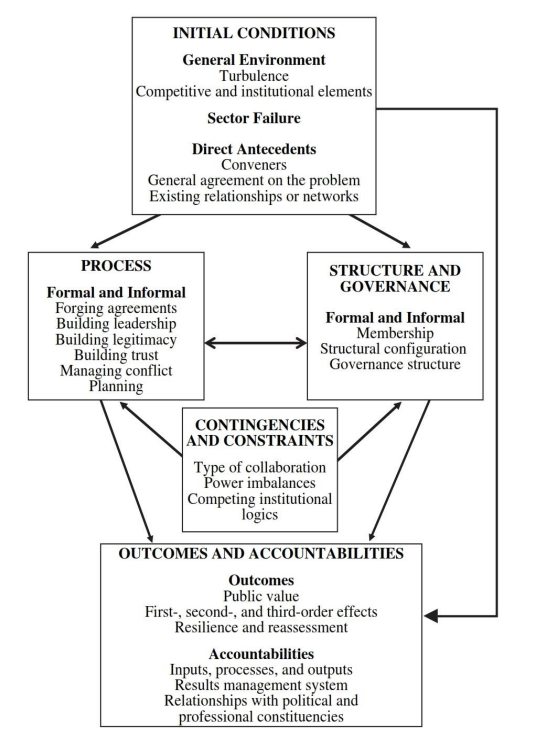 INITIAL CONDITIONS
General Environment
Turbulence
Competitive and institutional elements
Sector Failure
Direct Antecedents
Conveners
General agreement on the problem
Existing relationships or networks
PROCESS
Formal and Informal
Forging agreements
Building leadership
Building legitimacy
Building trust
Managing conflict
Planning
STRUCTURE AND
GOVERNANCE
Formal and Informal
Membership
Structural configuration
Governance structure
CONTINGENCIES
AND CONSTRAINTS
Type of collaboration
Power imbalances
Competing institutional
logics
OUTCOMES AND ACCOUNTABILITIES
Outcomes
Public value
First-, second-, and third-order effects
Resilience and reassessment
Accountabilities
Inputs, processes, and outputs
Results management system
Relationships with political and
professional constituencies